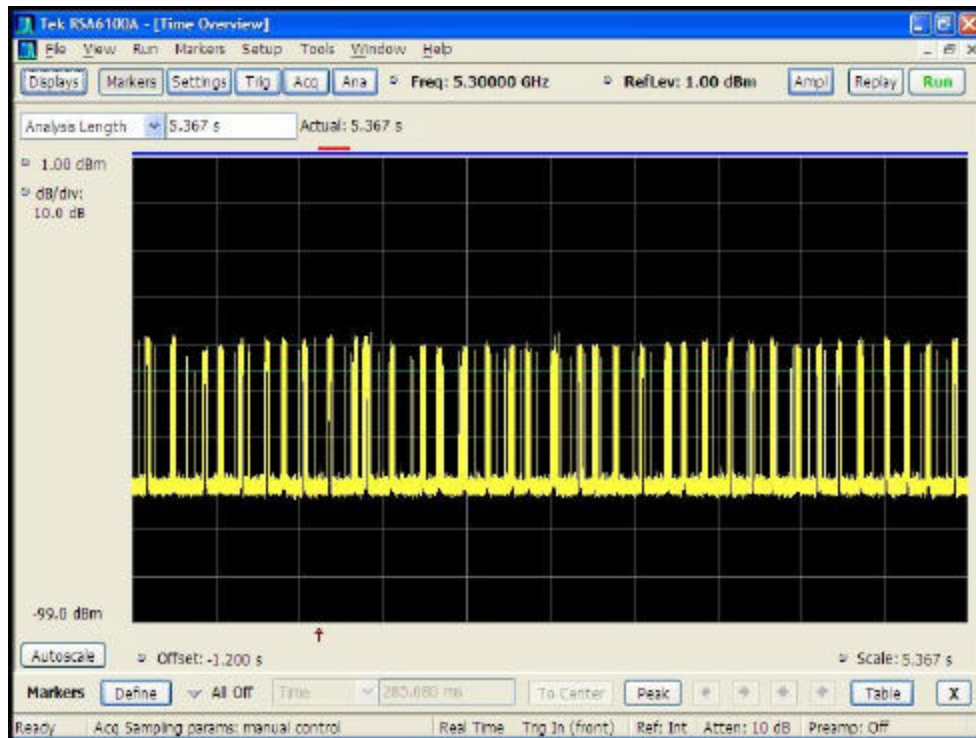 Tek RSA6100A - [Time Overview]
File View Run Markers Setup Tools Window Help
Displays Markers Settings Trig Acq Ana Freq: 5.30000 GHz RefLev: 1.00 dBm Ampl Replay Run
Analysis Length 5.367 s Actual: 5.367 s
1.00 dBm
dB/div:
10.0 dB
-99.0 dBm
Autoscale Offset: -1.200 s Scale: 5.367 s
Markers Define All Off Time To Center Peak Table X
Ready Acq Sampling params: manual control Real Time Trig In (front) Ref: Int Atten: 10 dB Preamp: Off